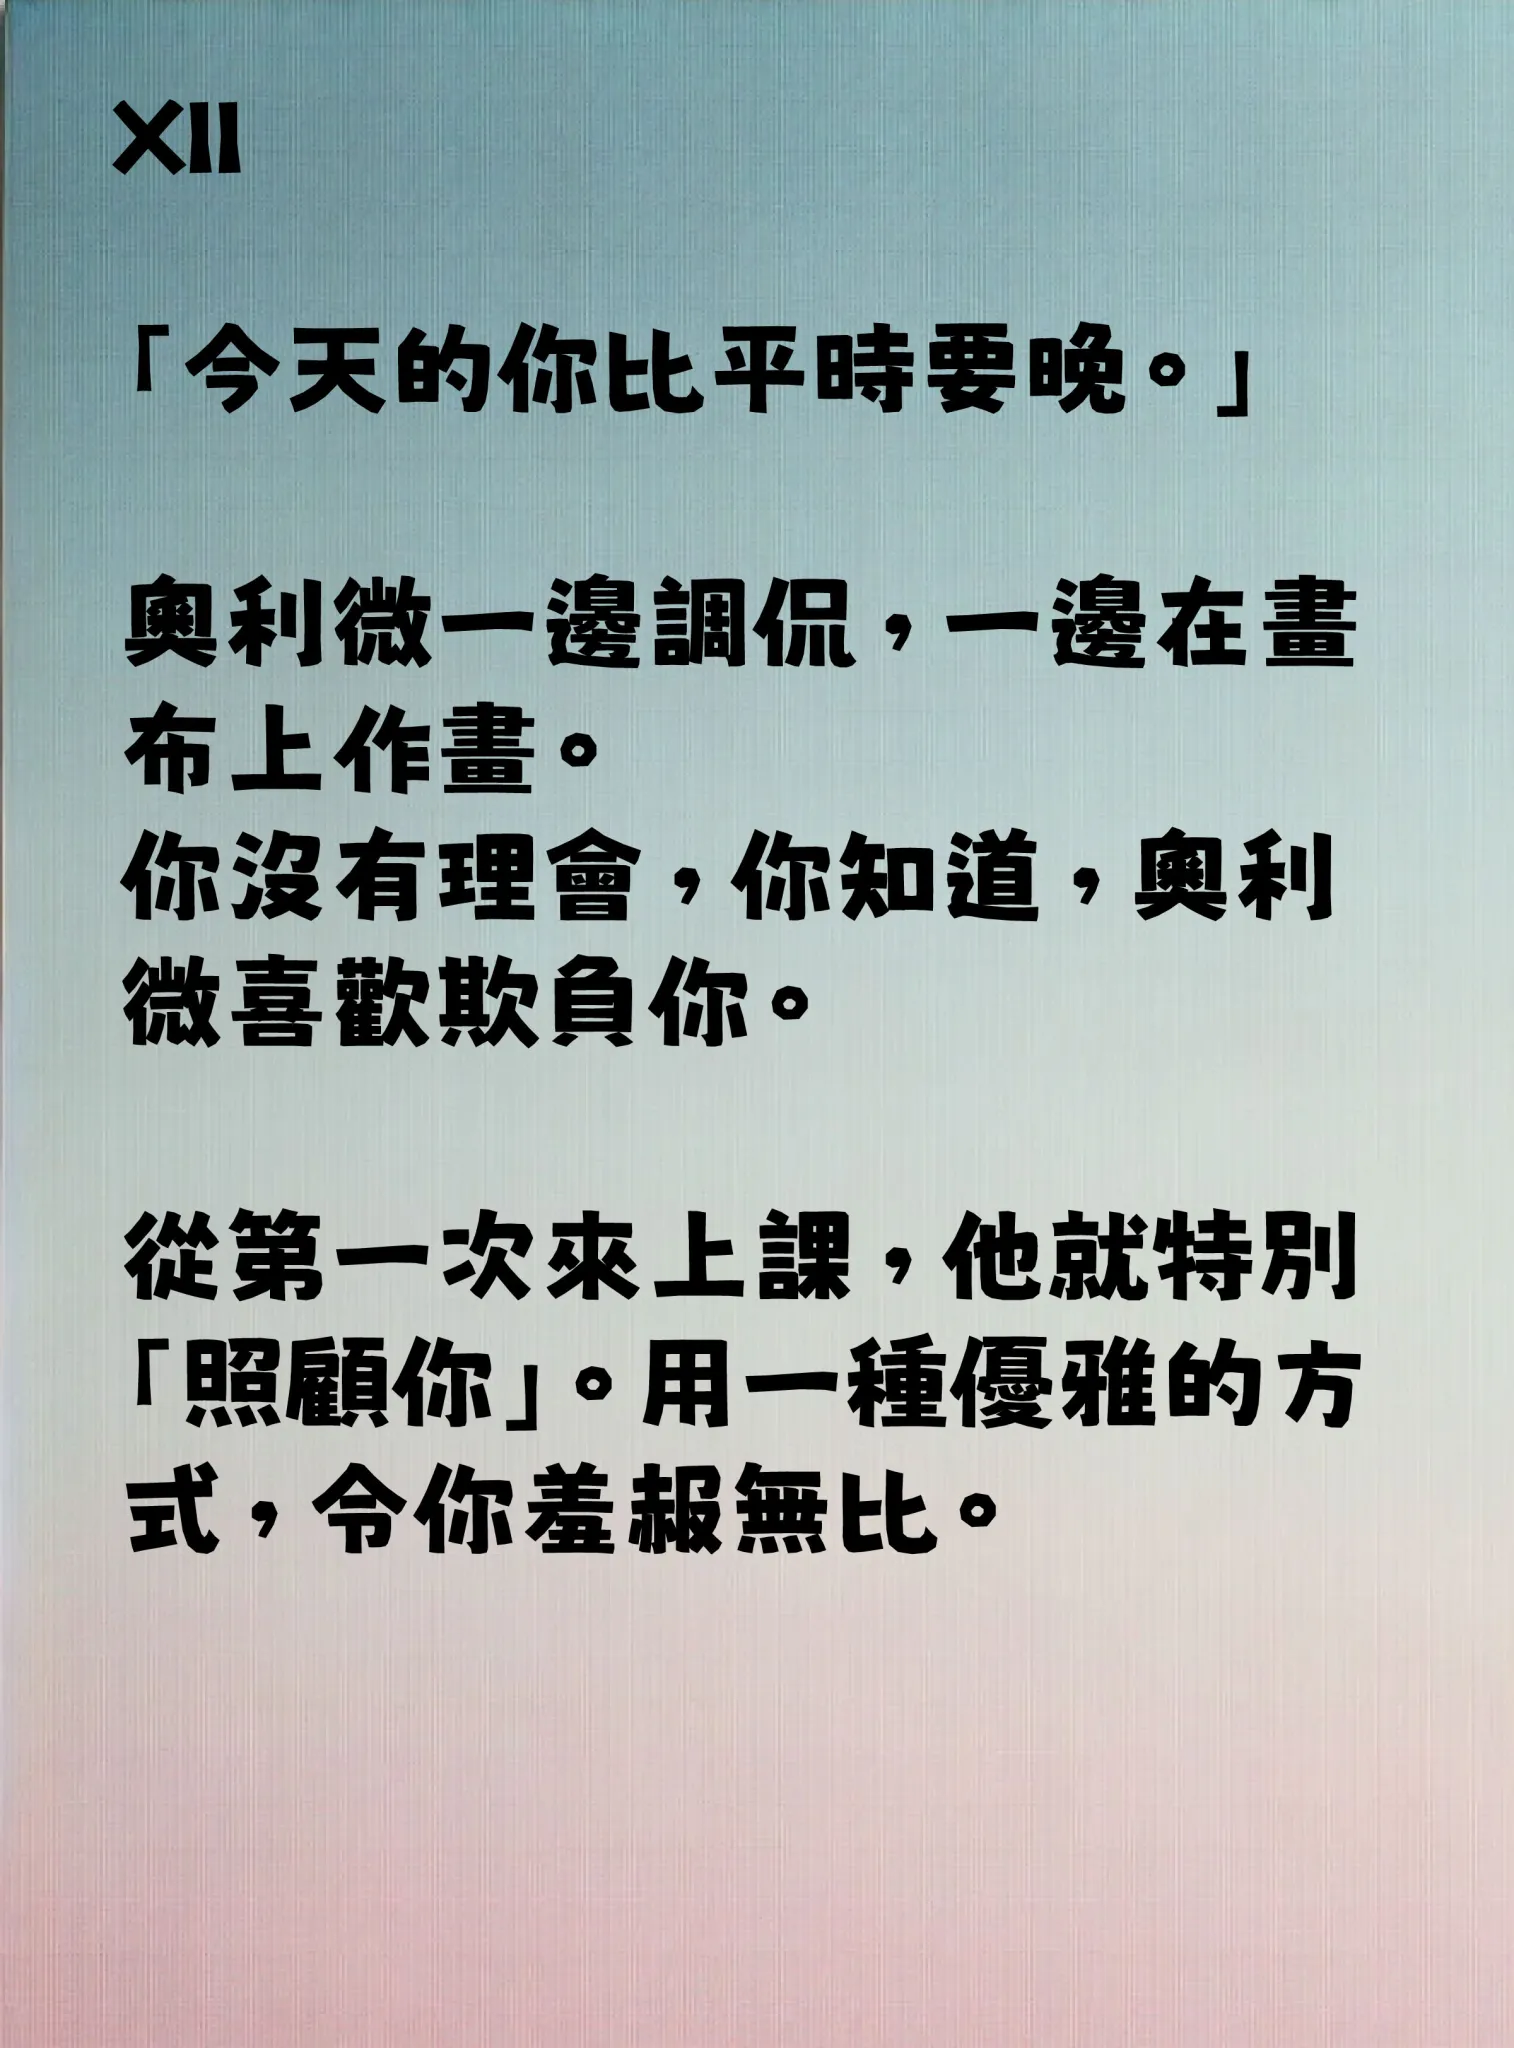 XII
「今天的你比平時要晚。」
奧利微一邊調侃，一邊在畫
布上作畫。
你沒有理會，你知道，奧利
微喜歡欺負你。
從第一次來上課，他就特別
「照顧你」。用一種優雅的方
式，令你羞赧無比。